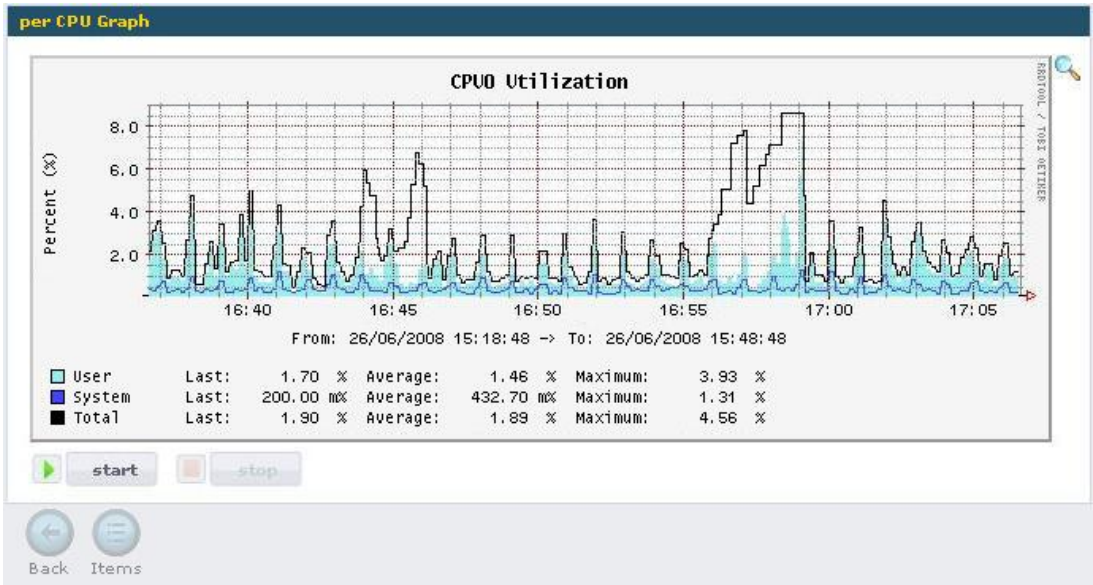 per CPU Graph
CPU0 Utilization
RRDTOOL / TOBI OETIKER
Percent (%)
8.0
6.0
4.0
2.0
16:40 16:45 16:50 16:55 17:00 17:05
From: 26/06/2008 15:18:48 -> To: 26/06/2008 15:48:48
User Last: 1.70 % Average: 1.46 % Maximum: 3.93 %
System Last: 200.00 m% Average: 432.70 m% Maximum: 1.31 %
Total Last: 1.90 % Average: 1.89 % Maximum: 4.56 %
start stop
Back Items